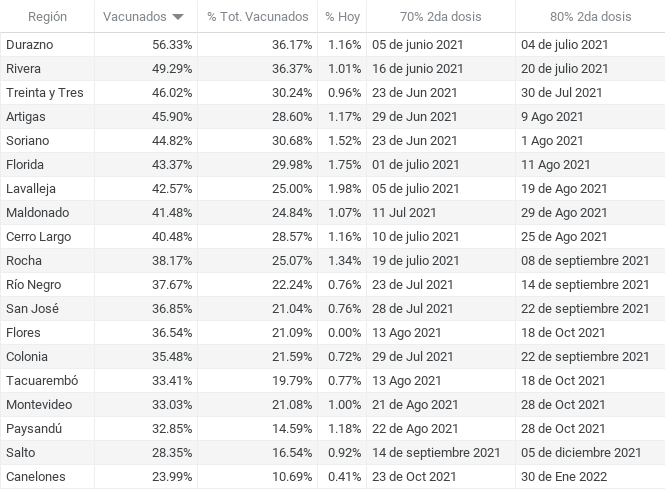 Región Vacunados % Tot. Vacunados % Hoy 70% 2da dosis 80% 2da dosis
Durazno 56.33% 36.17% 1.16% 05 de junio 2021 04 de julio 2021
Rivera 49.29% 36.37% 1.01% 16 de junio 2021 20 de julio 2021
Treinta y Tres 46.02% 30.24% 0.96% 23 de Jun 2021 30 de Jul 2021
Artigas 45.90% 28.60% 1.17% 29 de Jun 2021 9 Ago 2021
Soriano 44.82% 30.68% 1.52% 23 de Jun 2021 1 Ago 2021
Florida 43.37% 29.98% 1.75% 01 de julio 2021 11 Ago 2021
Lavalleja 42.57% 25.00% 1.98% 05 de julio 2021 19 de Ago 2021
Maldonado 41.48% 24.84% 1.07% 11 Jul 2021 29 de Ago 2021
Cerro Largo 40.48% 28.57% 1.16% 10 de julio 2021 25 de Ago 2021
Rocha 38.17% 25.07% 1.34% 19 de julio 2021 08 de septiembre 2021
Río Negro 37.67% 22.24% 0.76% 23 de Jul 2021 14 de septiembre 2021
San José 36.85% 21.04% 0.76% 28 de Jul 2021 22 de septiembre 2021
Flores 36.54% 21.09% 0.00% 13 Ago 2021 18 de Oct 2021
Colonia 35.48% 21.59% 0.72% 29 de Jul 2021 22 de septiembre 2021
Tacuarembó 33.41% 19.79% 0.77% 13 Ago 2021 18 de Oct 2021
Montevideo 33.03% 21.08% 1.00% 21 de Ago 2021 28 de Oct 2021
Paysandú 32.85% 14.59% 1.18% 22 de Ago 2021 28 de Oct 2021
Salto 28.35% 16.54% 0.92% 14 de septiembre 2021 05 de diciembre 2021
Canelones 23.99% 10.69% 0.41% 23 de Oct 2021 30 de Ene 2022